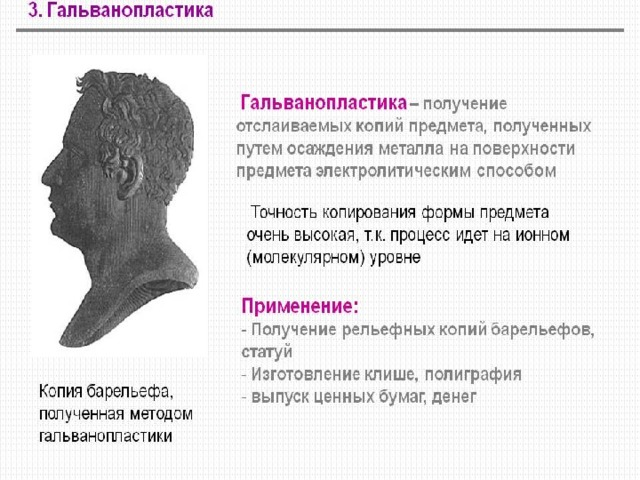 3. Гальванопластика
Гальванопластика – получение
отслаиваемых копий предмета, полученных
путем осаждения металла на поверхности
предмета электролитическим способом
Точность копирования формы предмета
очень высокая, т.к. процесс идет на ионном
(молекулярном) уровне
Применение:
- Получение рельефных копий барельефов,
статуй
- Изготовление клише, полиграфия
- выпуск ценных бумаг, денег
Копия барельефа,
полученная методом
гальванопластики